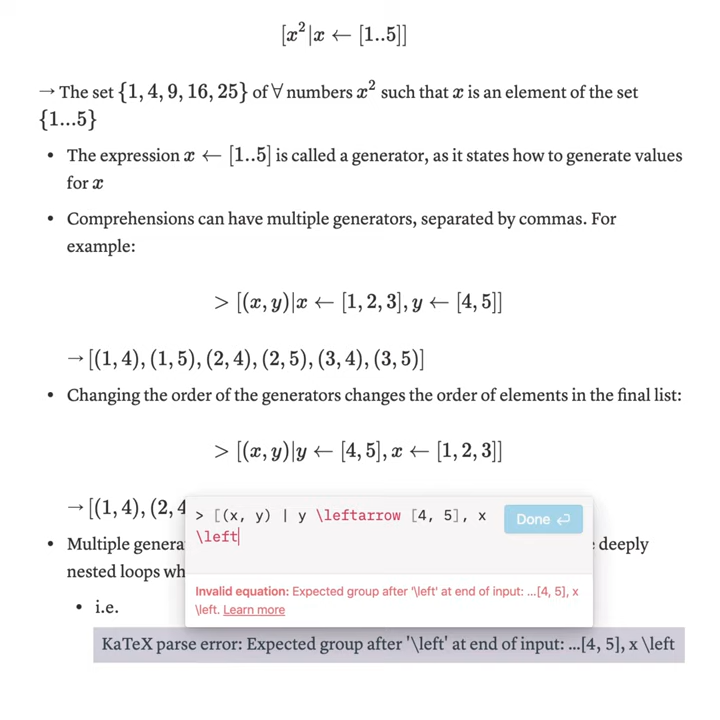 [x²|x ← [1..5]]
→ The set {1, 4, 9, 16, 25} of ∀ numbers x² such that x is an element of the set
{1...5}
• The expression x ← [1..5] is called a generator, as it states how to generate values
for x
• Comprehensions can have multiple generators, separated by commas. For
example:
> [(x, y)|x ← [1, 2, 3], y ← [4, 5]]
→ [(1, 4), (1, 5), (2, 4), (2, 5), (3, 4), (3, 5)]
• Changing the order of the generators changes the order of elements in the final list:
> [(x, y)|y ← [4, 5], x ← [1, 2, 3]]
→ [(1, 4), (2, 4
> [(x, y) | y \leftarrow [4, 5], x
\left
Done
• Multiple genera
deeply
nested loops wh
Invalid equation: Expected group after '\left' at end of input: ...[4, 5], x
\left. Learn more
• i.e.
KaTeX parse error: Expected group after '\left' at end of input: ...[4, 5], x \left